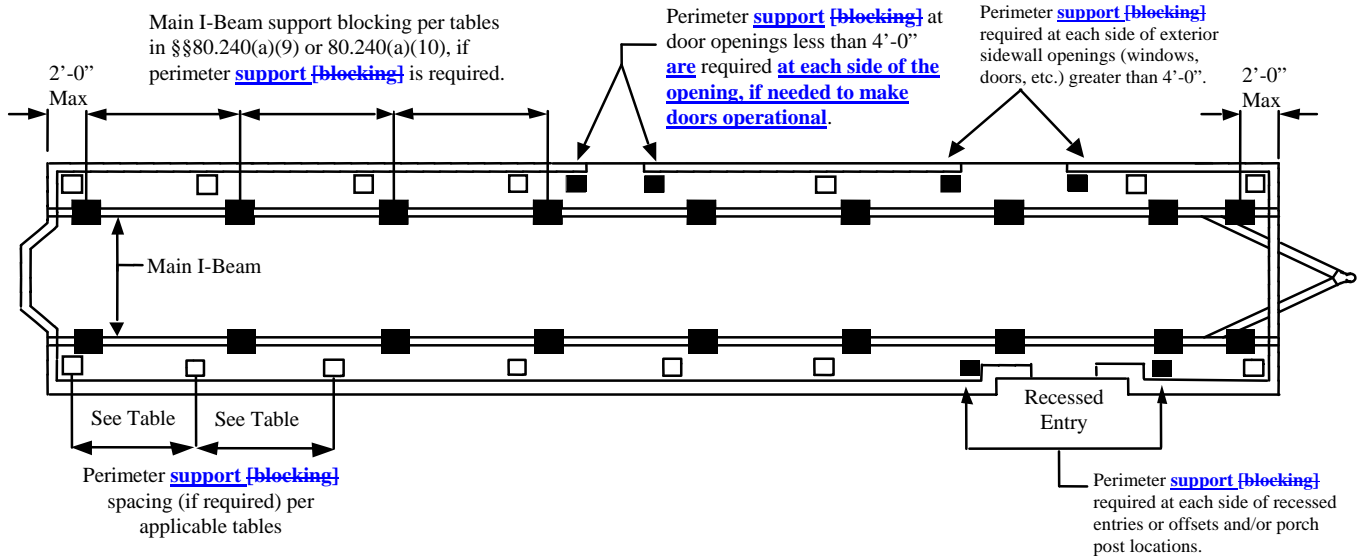 Main I-Beam support blocking per tables
in §§80.240(a)(9) or 80.240(a)(10), if
perimeter support [blocking] is required.
Perimeter support [blocking] at
door openings less than 4’-0”
are required at each side of the
opening, if needed to make
doors operational.
Perimeter support [blocking]
required at each side of exterior
sidewall openings (windows,
doors, etc.) greater than 4’-0”.
2’-0”
Max
2’-0”
Max
Main I-Beam
See Table
See Table
Recessed
Entry
Perimeter support [blocking]
spacing (if required) per
applicable tables
Perimeter support [blocking]
required at each side of recessed
entries or offsets and/or porch
post locations.